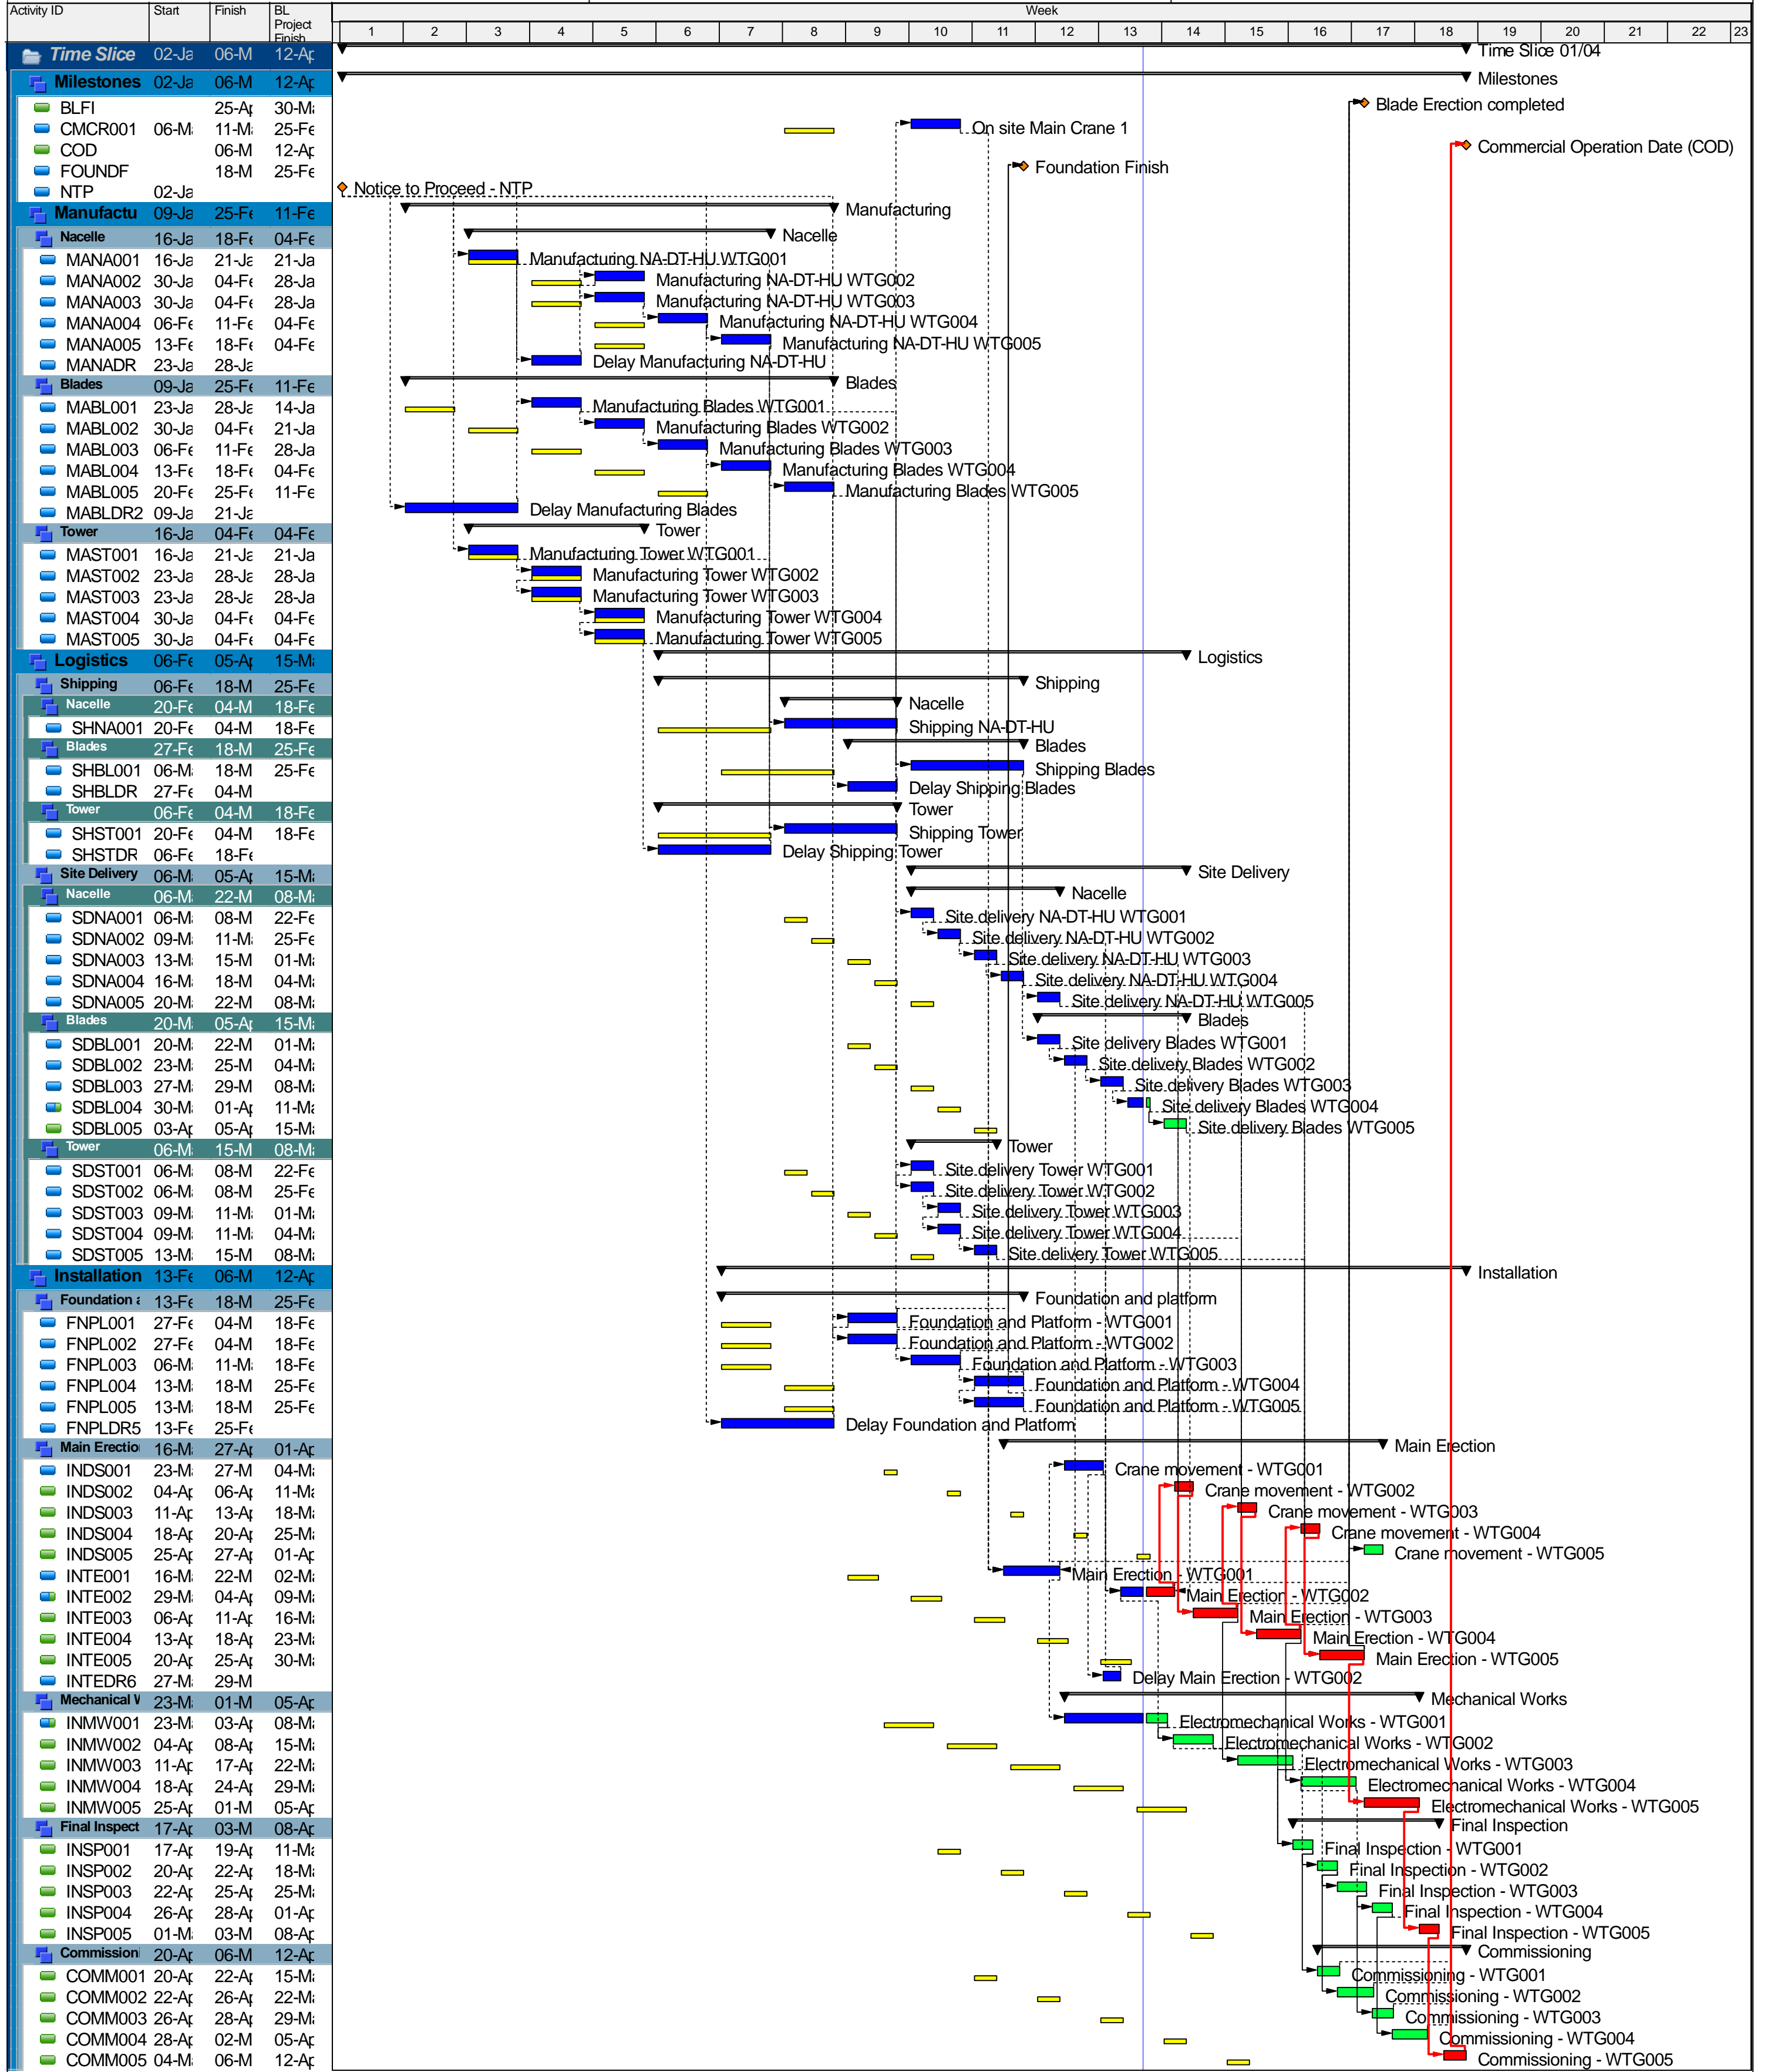 Activity ID Start Finish BL Project Finish Week
1 2 3 4 5 6 7 8 9 10 11 12 13 14 15 16 17 18 19 20 21 22 23
Time Slice 02-Ja 06-M 12-Ap Time Slice 01/04
Milestones 02-Ja 06-M 12-Ap Milestones
BLFI 25-Ap 30-Ma Blade Erection completed
CMCR001 06-Ma 11-Ma 25-Fe On site Main Crane 1
COD 06-M 12-Ap Commercial Operation Date (COD)
FOUNDF 18-M 25-Fe Foundation Finish
NTP 02-Ja Notice to Proceed - NTP
Manufactu 09-Ja 25-Fe 11-Fe Manufacturing
Nacelle 16-Ja 18-Fe 04-Fe Nacelle
MANA001 16-Ja 21-Ja 21-Ja Manufacturing NA-DT-HU WTG001
MANA002 30-Ja 04-Fe 28-Ja Manufacturing NA-DT-HU WTG002
MANA003 30-Ja 04-Fe 28-Ja Manufacturing NA-DT-HU WTG003
MANA004 06-Fe 11-Fe 04-Fe Manufacturing NA-DT-HU WTG004
MANA005 13-Fe 18-Fe 04-Fe Manufacturing NA-DT-HU WTG005
MANADR 23-Ja 28-Ja Delay Manufacturing NA-DT-HU
Blades 09-Ja 25-Fe 11-Fe Blades
MABL001 23-Ja 28-Ja 14-Ja Manufacturing Blades WTG001
MABL002 30-Ja 04-Fe 21-Ja Manufacturing Blades WTG002
MABL003 06-Fe 11-Fe 28-Ja Manufacturing Blades WTG003
MABL004 13-Fe 18-Fe 04-Fe Manufacturing Blades WTG004
MABL005 20-Fe 25-Fe 11-Fe Manufacturing Blades WTG005
MABLDR2 09-Ja 21-Ja Delay Manufacturing Blades
Tower 16-Ja 04-Fe 04-Fe Tower
MAST001 16-Ja 21-Ja 21-Ja Manufacturing Tower WTG001
MAST002 23-Ja 28-Ja 28-Ja Manufacturing Tower WTG002
MAST003 23-Ja 28-Ja 28-Ja Manufacturing Tower WTG003
MAST004 30-Ja 04-Fe 04-Fe Manufacturing Tower WTG004
MAST005 30-Ja 04-Fe 04-Fe Manufacturing Tower WTG005
Logistics 06-Fe 05-Ap 15-Ma Logistics
Shipping 06-Fe 18-M 25-Fe Shipping
Nacelle 20-Fe 04-M 18-Fe Nacelle
SHNA001 20-Fe 04-M 18-Fe Shipping NA-DT-HU
Blades 27-Fe 18-M 25-Fe Blades
SHBL001 06-Ma 18-M 25-Fe Shipping Blades
SHBLDR 27-Fe 04-M Delay Shipping Blades
Tower 06-Fe 04-M 18-Fe Tower
SHST001 20-Fe 04-M 18-Fe Shipping Tower
SHSTDR 06-Fe 18-Fe Delay Shipping Tower
Site Delivery 06-Ma 05-Ap 15-Ma Site Delivery
Nacelle 06-Ma 22-M 08-Ma Nacelle
SDNA001 06-Ma 08-M 22-Fe Site delivery NA-DT-HU WTG001
SDNA002 09-Ma 11-Ma 25-Fe Site delivery NA-DT-HU WTG002
SDNA003 13-Ma 15-M 01-Ma Site delivery NA-DT-HU WTG003
SDNA004 16-Ma 18-M 04-Ma Site delivery NA-DT-HU WTG004
SDNA005 20-Ma 22-M 08-Ma Site delivery NA-DT-HU WTG005
Blades 20-Ma 05-Ap 15-Ma Blades
SDBL001 20-Ma 22-M 01-Ma Site delivery Blades WTG001
SDBL002 23-Ma 25-M 04-Ma Site delivery Blades WTG002
SDBL003 27-Ma 29-M 08-Ma Site delivery Blades WTG003
SDBL004 30-Ma 01-Ap 11-Ma Site delivery Blades WTG004
SDBL005 03-Ap 05-Ap 15-Ma Site delivery Blades WTG005
Tower 06-Ma 15-M 08-Ma Tower
SDST001 06-Ma 08-M 22-Fe Site delivery Tower WTG001
SDST002 06-Ma 08-M 25-Fe Site delivery Tower WTG002
SDST003 09-Ma 11-Ma 01-Ma Site delivery Tower WTG003
SDST004 09-Ma 11-Ma 04-Ma Site delivery Tower WTG004
SDST005 13-Ma 15-M 08-Ma Site delivery Tower WTG005
Installation 13-Fe 06-M 12-Ap Installation
Foundation a 13-Fe 18-M 25-Fe Foundation and platform
FNPL001 27-Fe 04-M 18-Fe Foundation and Platform - WTG001
FNPL002 27-Fe 04-M 18-Fe Foundation and Platform - WTG002
FNPL003 06-Ma 11-Ma 18-Fe Foundation and Platform - WTG003
FNPL004 13-Ma 18-M 25-Fe Foundation and Platform - WTG004
FNPL005 13-Ma 18-M 25-Fe Foundation and Platform - WTG005
FNPLDR5 13-Fe 25-Fe Delay Foundation and Platform
Main Erectio 16-Ma 27-Ap 01-Ap Main Erection
INDS001 23-Ma 27-M 04-Ma Crane movement - WTG001
INDS002 04-Ap 06-Ap 11-Ma Crane movement - WTG002
INDS003 11-Ap 13-Ap 18-Ma Crane movement - WTG003
INDS004 18-Ap 20-Ap 25-Ma Crane movement - WTG004
INDS005 25-Ap 27-Ap 01-Ap Crane movement - WTG005
INTE001 16-Ma 22-M 02-Ma Main Erection - WTG001
INTE002 29-Ma 04-Ap 09-Ma Main Erection - WTG002
INTE003 06-Ap 11-Ap 16-Ma Main Erection - WTG003
INTE004 13-Ap 18-Ap 23-Ma Main Erection - WTG004
INTE005 20-Ap 25-Ap 30-Ma Main Erection - WTG005
INTEDR6 27-Ma 29-M Delay Main Erection - WTG002
Mechanical W 23-Ma 01-M 05-Ap Mechanical Works
INMW001 23-Ma 03-Ap 08-Ma Electromechanical Works - WTG001
INMW002 04-Ap 08-Ap 15-Ma Electromechanical Works - WTG002
INMW003 11-Ap 17-Ap 22-Ma Electromechanical Works - WTG003
INMW004 18-Ap 24-Ap 29-Ma Electromechanical Works - WTG004
INMW005 25-Ap 01-M 05-Ap Electromechanical Works - WTG005
Final Inspect 17-Ap 03-M 08-Ap Final Inspection
INSP001 17-Ap 19-Ap 11-Ma Final Inspection - WTG001
INSP002 20-Ap 22-Ap 18-Ma Final Inspection - WTG002
INSP003 22-Ap 25-Ap 25-Ma Final Inspection - WTG003
INSP004 26-Ap 28-Ap 01-Ap Final Inspection - WTG004
INSP005 01-Ma 03-M 08-Ap Final Inspection - WTG005
Commissioni 20-Ap 06-M 12-Ap Commissioning
COMM001 20-Ap 22-Ap 15-Ma Commissioning - WTG001
COMM002 22-Ap 26-Ap 22-Ma Commissioning - WTG002
COMM003 26-Ap 28-Ap 29-Ma Commissioning - WTG003
COMM004 28-Ap 02-M 05-Ap Commissioning - WTG004
COMM005 04-Ma 06-M 12-Ap Commissioning - WTG005